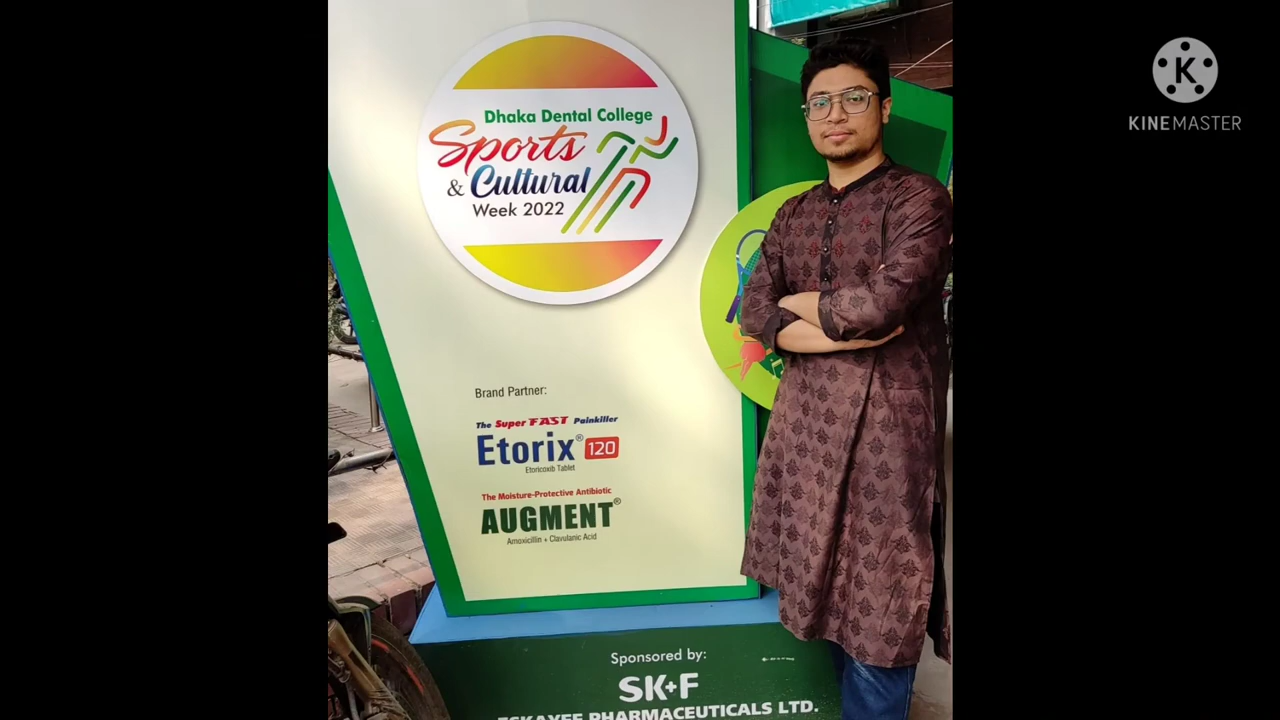 Dhaka Dental College
Sports
& Cultural
Week 2022
Brand Partner:
The Super FAST Painkiller
Etorix® 120
Etoricoxib Tablet
The Moisture-Protective Antibiotic
AUGMENT®
Amoxicillin + Clavulanic Acid
Sponsored by:
SK+F
ESKAYEF PHARMACEUTICALS LTD.
K
KINEMASTER